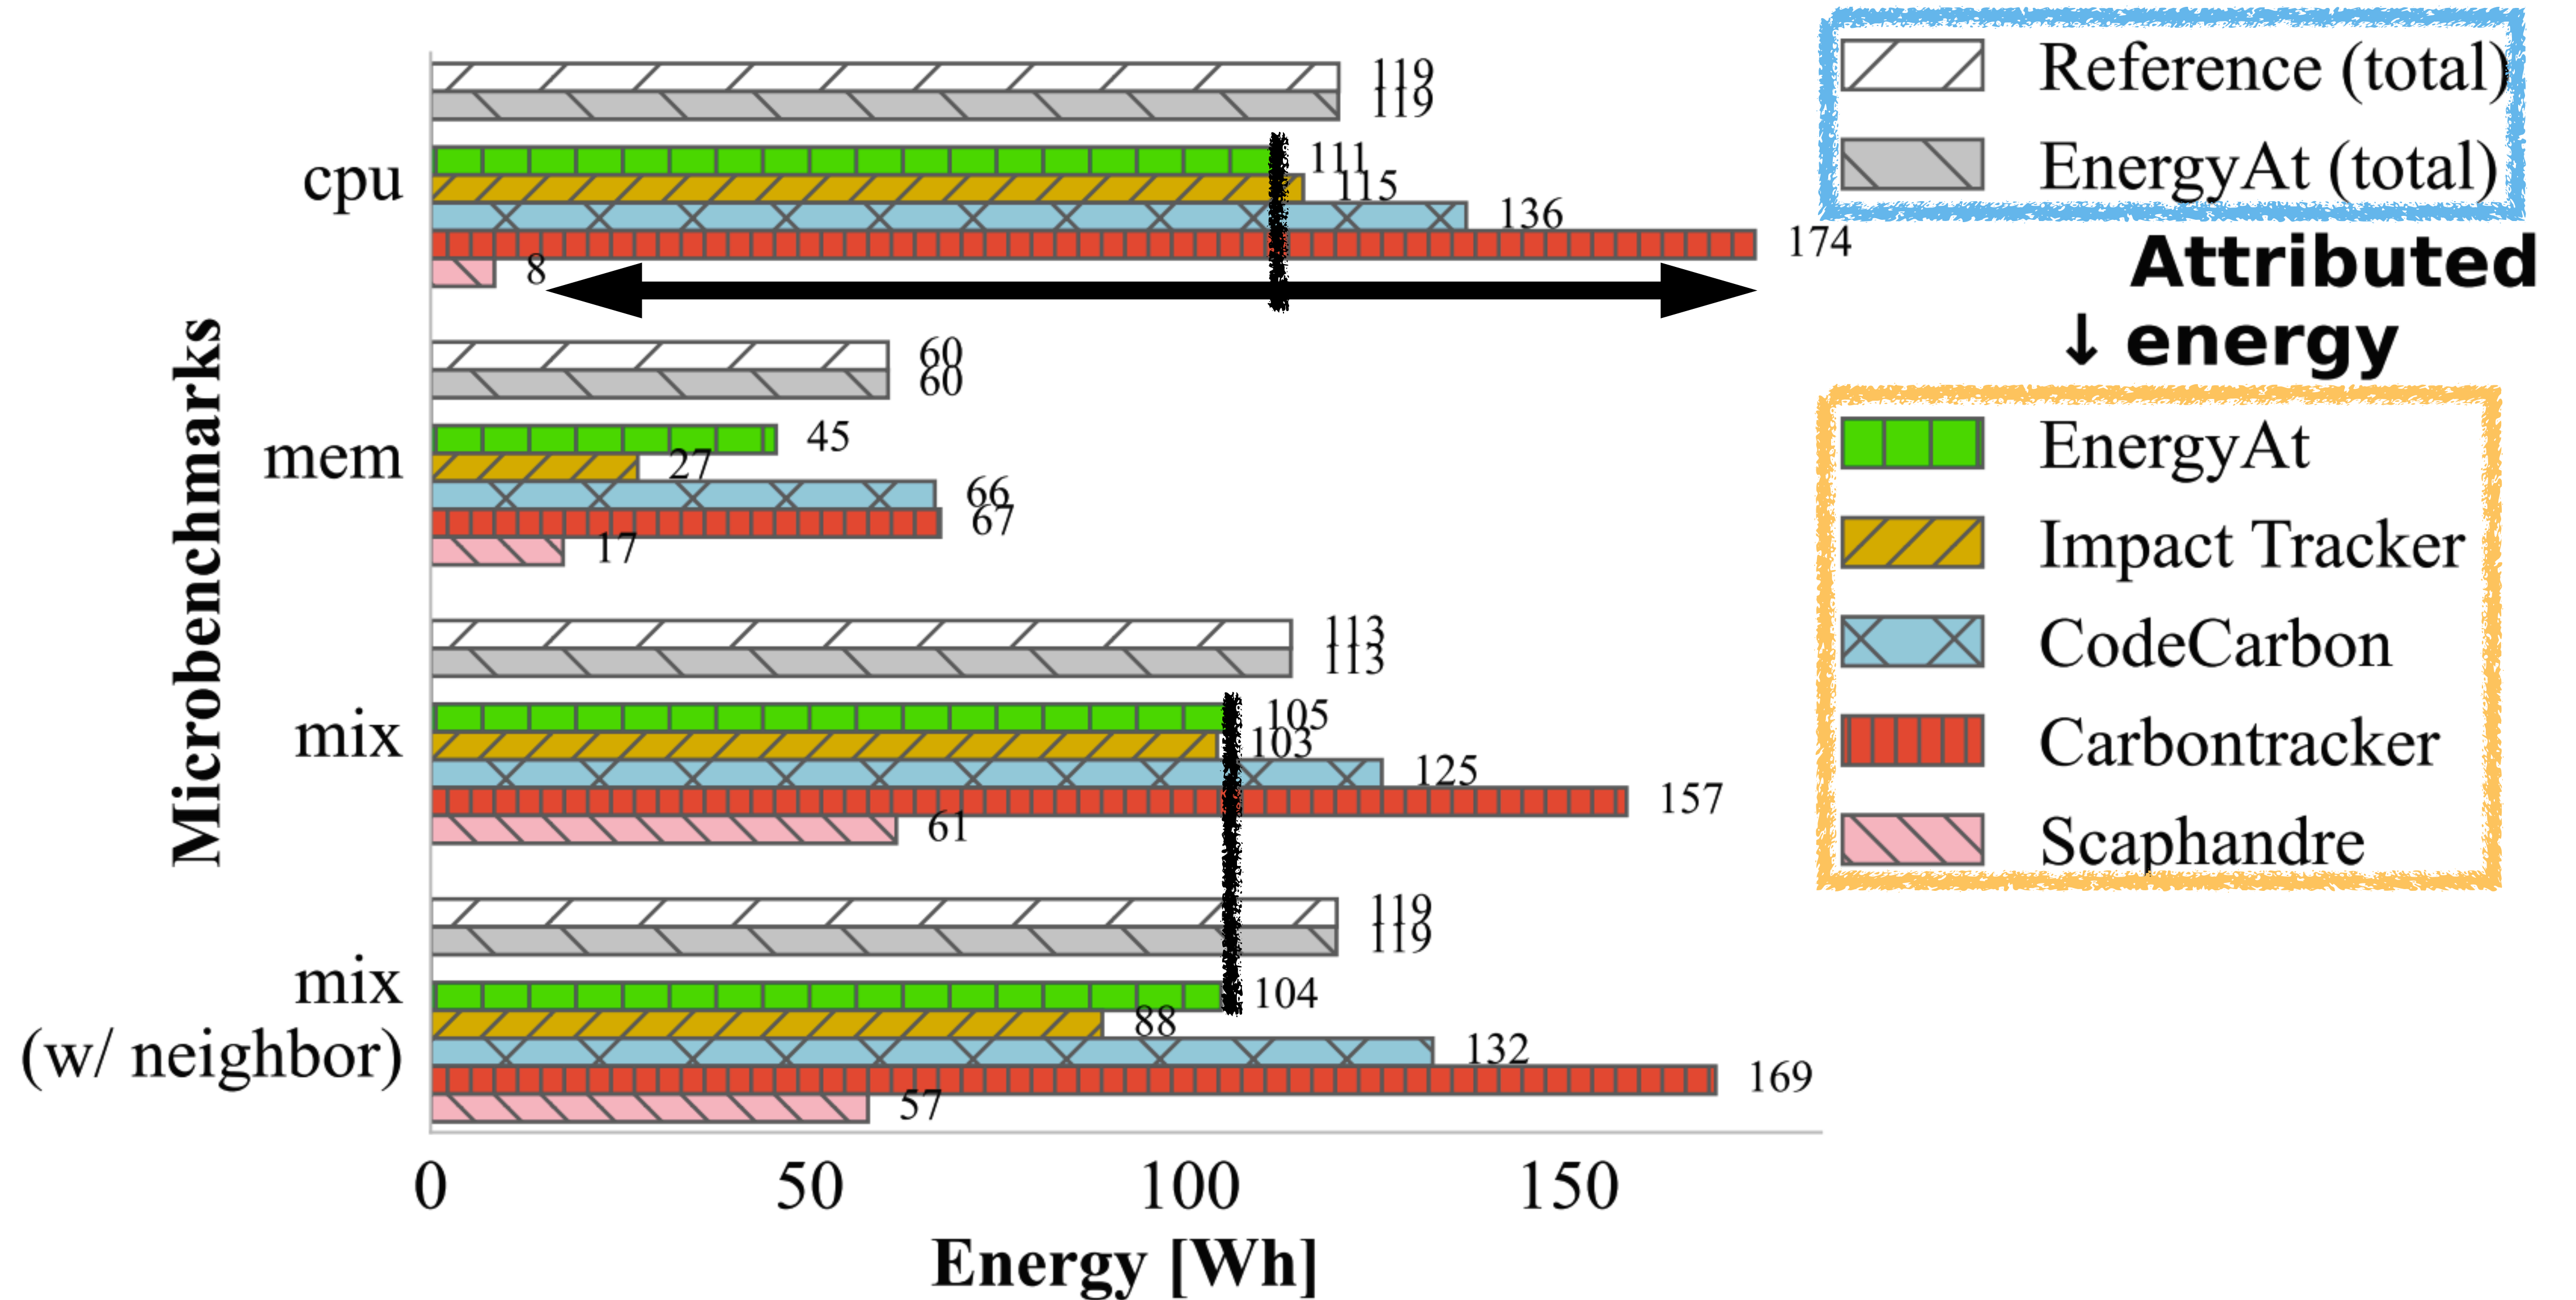 119
119
cpu
111
115
136
174
8
60
60
mem
45
27
66
67
17
113
113
mix
105
103
125
157
61
119
119
mix
(w/ neighbor)
104
88
132
169
57
Microbenchmarks
0 50 100 150
Energy [Wh]
Reference (total)
EnergyAt (total)
Attributed
↓ energy
EnergyAt
Impact Tracker
CodeCarbon
Carbontracker
Scaphandre